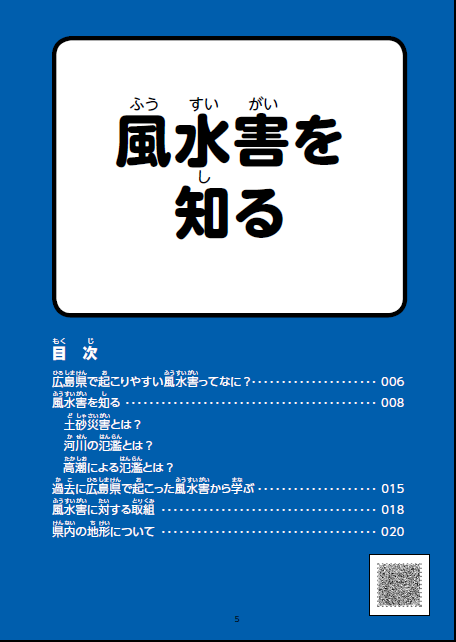 風水害を
知る
目次
広島県で起こりやすい風水害ってなに?‥‥‥‥‥‥‥‥‥‥ 006
風水害を知る ‥‥‥‥‥‥‥‥‥‥‥‥‥‥‥‥‥‥‥‥ 008
土砂災害とは?
河川の氾濫とは?
高潮による氾濫とは?
過去に広島県で起こった風水害から学ぶ ‥‥‥‥‥‥‥‥‥ 015
風水害に対する取組 ‥‥‥‥‥‥‥‥‥‥‥‥‥‥‥‥‥ 018
県内の地形について ‥‥‥‥‥‥‥‥‥‥‥‥‥‥‥‥‥ 020
5